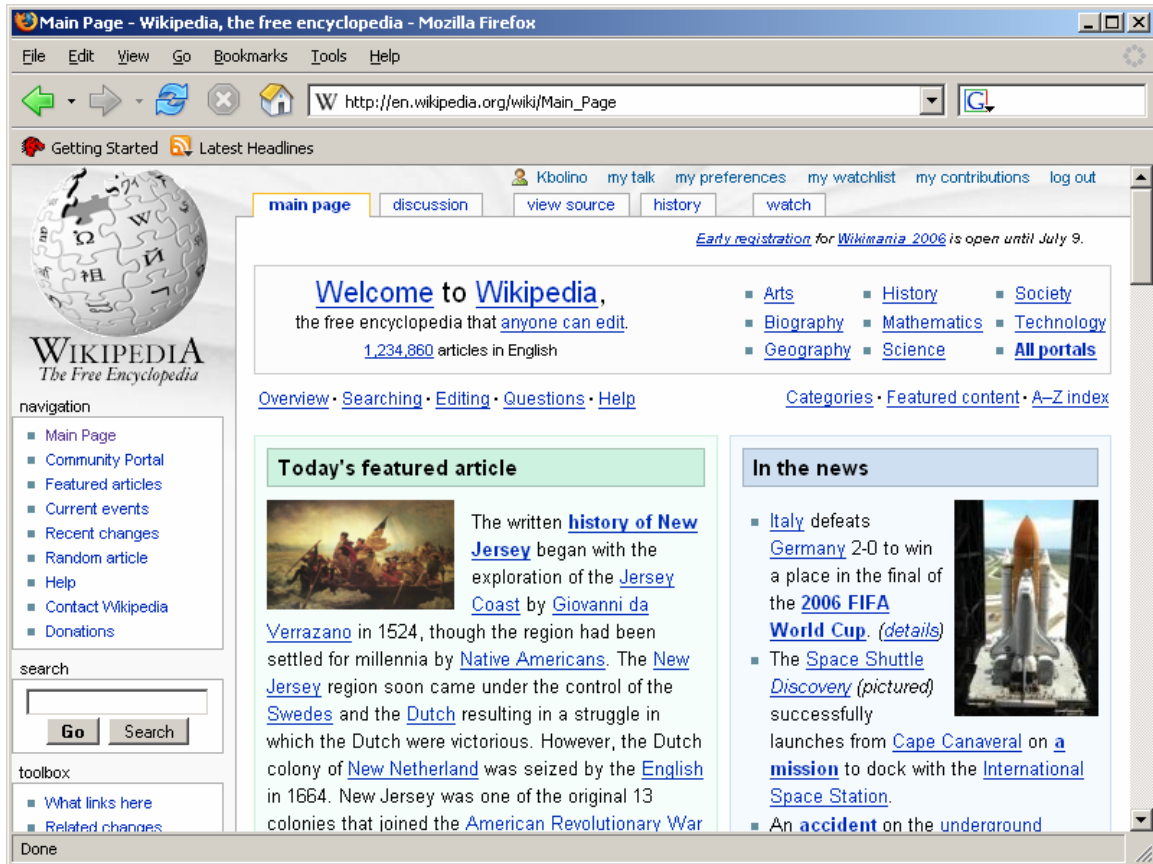 Main Page - Wikipedia, the free encyclopedia - Mozilla Firefox
File Edit View Go Bookmarks Tools Help
W http://en.wikipedia.org/wiki/Main_Page G
Getting Started Latest Headlines
Kbolino my talk my preferences my watchlist my contributions log out
main page discussion view source history watch
Early registration for Wikimania 2006 is open until July 9.
WIKIPEDIA
The Free Encyclopedia
navigation
Main Page
Community Portal
Featured articles
Current events
Recent changes
Random article
Help
Contact Wikipedia
Donations
search
Go Search
toolbox
What links here
Related changes
Welcome to Wikipedia,
the free encyclopedia that anyone can edit.
1,234,860 articles in English
Arts History Society
Biography Mathematics Technology
Geography Science All portals
Overview · Searching · Editing · Questions · Help
Categories · Featured content · A–Z index
Today's featured article
The written history of New
Jersey began with the
exploration of the Jersey
Coast by Giovanni da
Verrazano in 1524, though the region had been
settled for millennia by Native Americans. The New
Jersey region soon came under the control of the
Swedes and the Dutch resulting in a struggle in
which the Dutch were victorious. However, the Dutch
colony of New Netherland was seized by the English
in 1664. New Jersey was one of the original 13
colonies that joined the American Revolutionary War
In the news
Italy defeats
Germany 2-0 to win
a place in the final of
the 2006 FIFA
World Cup. (details)
The Space Shuttle
Discovery (pictured)
successfully
launches from Cape Canaveral on a
mission to dock with the International
Space Station.
An accident on the underground
Done